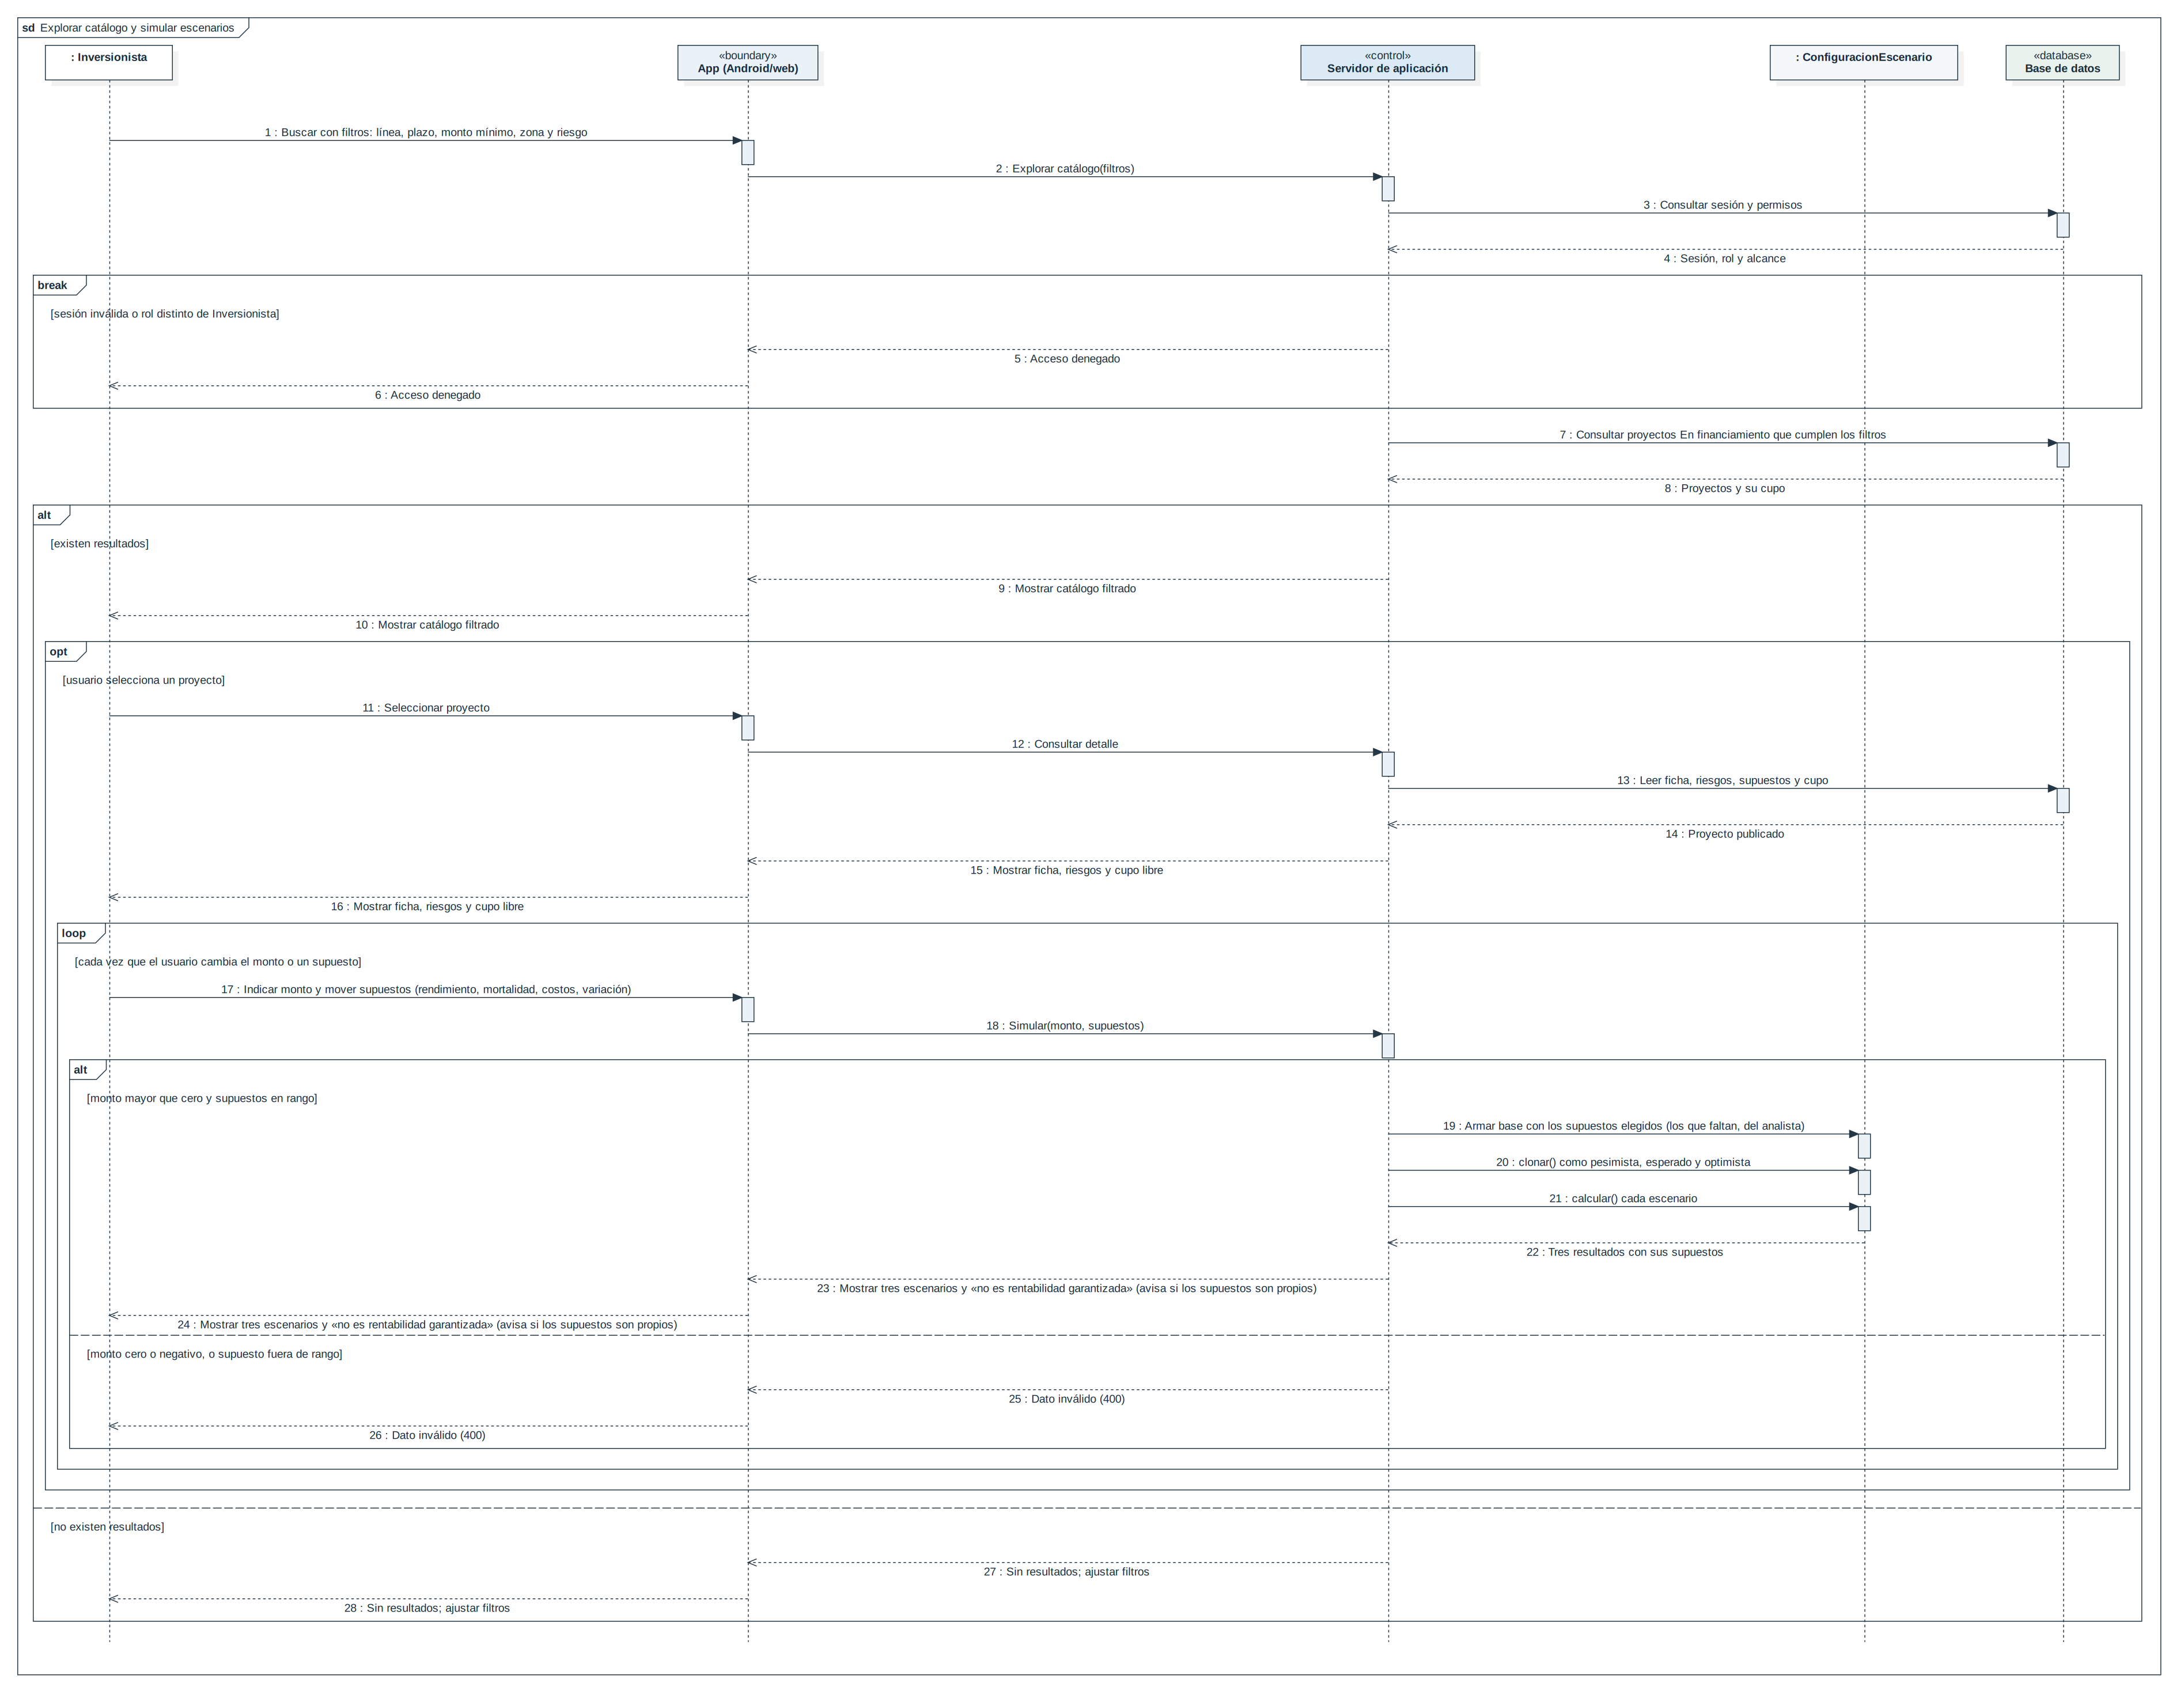 sd Explorar catálogo y simular escenarios
: Inversionista
«boundary»
App (Android/web)
«control»
Servidor de aplicación
: ConfiguracionEscenario
«database»
Base de datos
1 : Buscar con filtros: línea, plazo, monto mínimo, zona y riesgo
2 : Explorar catálogo(filtros)
3 : Consultar sesión y permisos
4 : Sesión, rol y alcance
break
[sesión inválida o rol distinto de Inversionista]
5 : Acceso denegado
6 : Acceso denegado
7 : Consultar proyectos En financiamiento que cumplen los filtros
8 : Proyectos y su cupo
alt
[existen resultados]
9 : Mostrar catálogo filtrado
10 : Mostrar catálogo filtrado
opt
[usuario selecciona un proyecto]
11 : Seleccionar proyecto
12 : Consultar detalle
13 : Leer ficha, riesgos, supuestos y cupo
14 : Proyecto publicado
15 : Mostrar ficha, riesgos y cupo libre
16 : Mostrar ficha, riesgos y cupo libre
loop
[cada vez que el usuario cambia el monto o un supuesto]
17 : Indicar monto y mover supuestos (rendimiento, mortalidad, costos, variación)
18 : Simular(monto, supuestos)
alt
[monto mayor que cero y supuestos en rango]
19 : Armar base con los supuestos elegidos (los que faltan, del analista)
20 : clonar() como pesimista, esperado y optimista
21 : calcular() cada escenario
22 : Tres resultados con sus supuestos
23 : Mostrar tres escenarios y «no es rentabilidad garantizada» (avisa si los supuestos son propios)
24 : Mostrar tres escenarios y «no es rentabilidad garantizada» (avisa si los supuestos son propios)
[monto cero o negativo, o supuesto fuera de rango]
25 : Dato inválido (400)
26 : Dato inválido (400)
[no existen resultados]
27 : Sin resultados; ajustar filtros
28 : Sin resultados; ajustar filtros